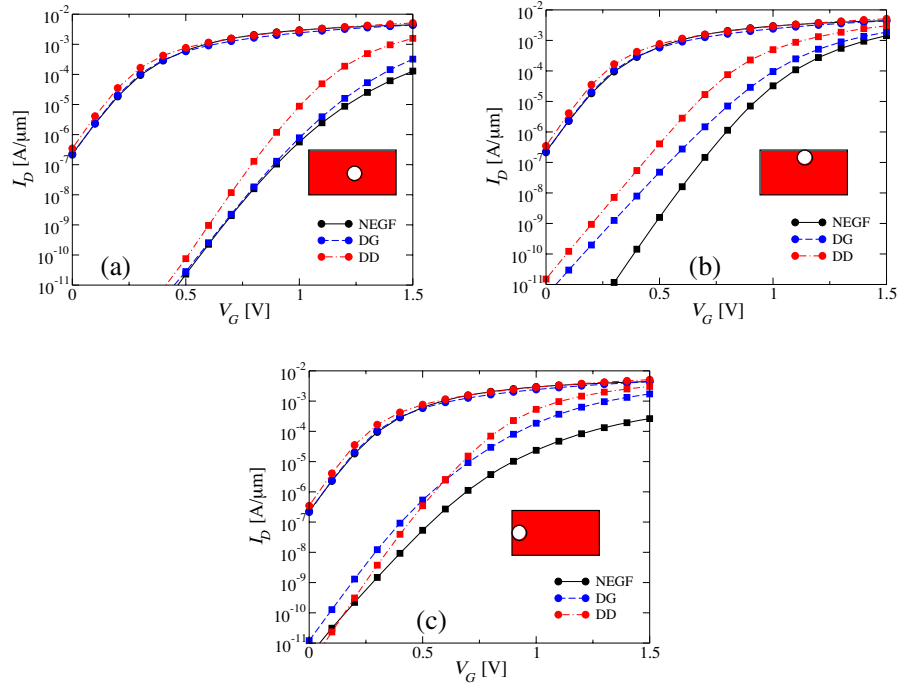 10⁻²
10⁻³
10⁻⁴
10⁻⁵
10⁻⁶
10⁻⁷
10⁻⁸
10⁻⁹
10⁻¹⁰
10⁻¹¹
I_D [A/μm]
NEGF
DG
DD
(a)
0 0.5 1 1.5
V_G [V]
10⁻²
10⁻³
10⁻⁴
10⁻⁵
10⁻⁶
10⁻⁷
10⁻⁸
10⁻⁹
10⁻¹⁰
10⁻¹¹
I_D [A/μm]
NEGF
DG
DD
(b)
0 0.5 1 1.5
V_G [V]
10⁻²
10⁻³
10⁻⁴
10⁻⁵
10⁻⁶
10⁻⁷
10⁻⁸
10⁻⁹
10⁻¹⁰
10⁻¹¹
I_D [A/μm]
NEGF
DG
DD
(c)
0 0.5 1 1.5
V_G [V]